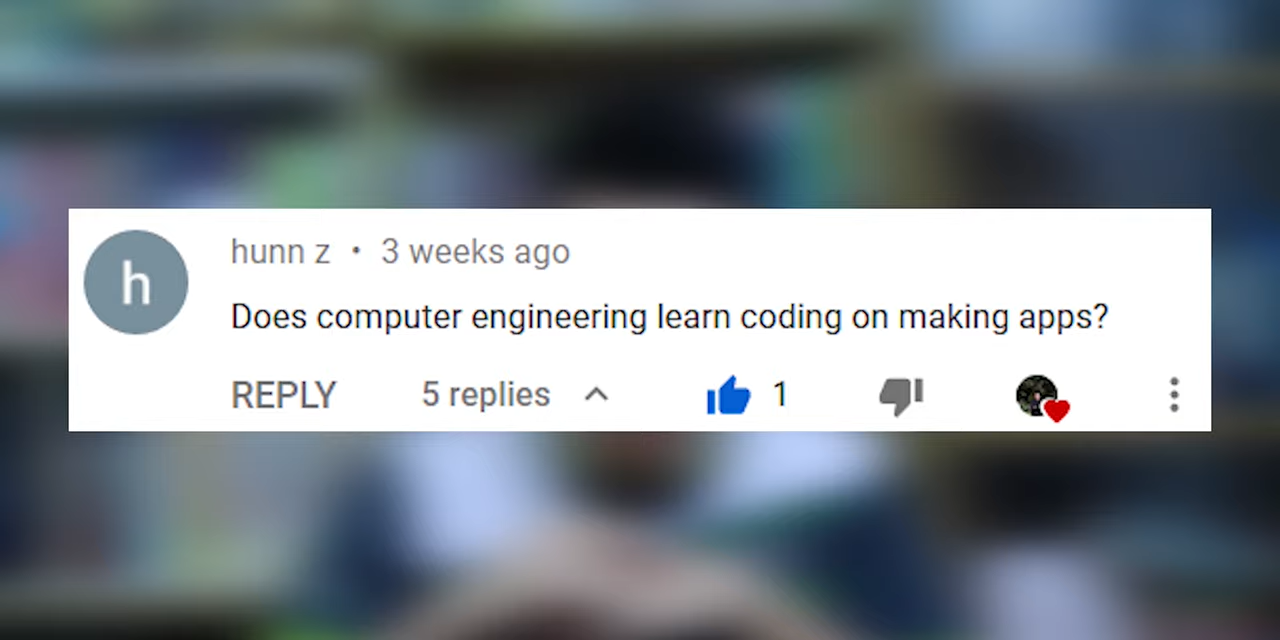 h
hunn z • 3 weeks ago
Does computer engineering learn coding on making apps?
REPLY 5 replies 1